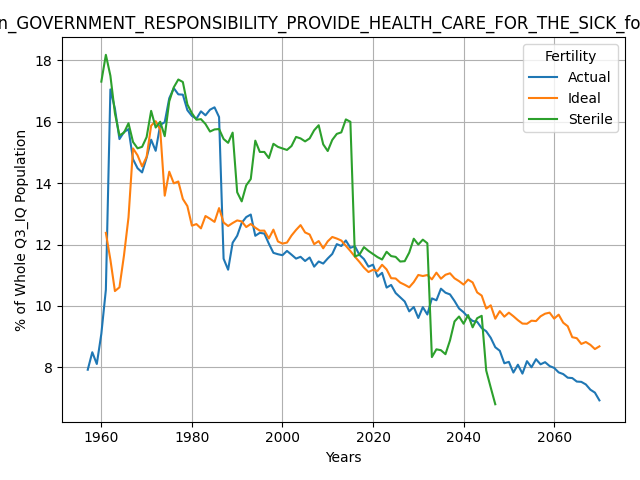 n_GOVERNMENT_RESPONSIBILITY_PROVIDE_HEALTH_CARE_FOR_THE_SICK_fo
Fertility
Actual
Ideal
Sterile
% of Whole Q3_IQ Population
18
16
14
12
10
8
1960 1980 2000 2020 2040 2060
Years